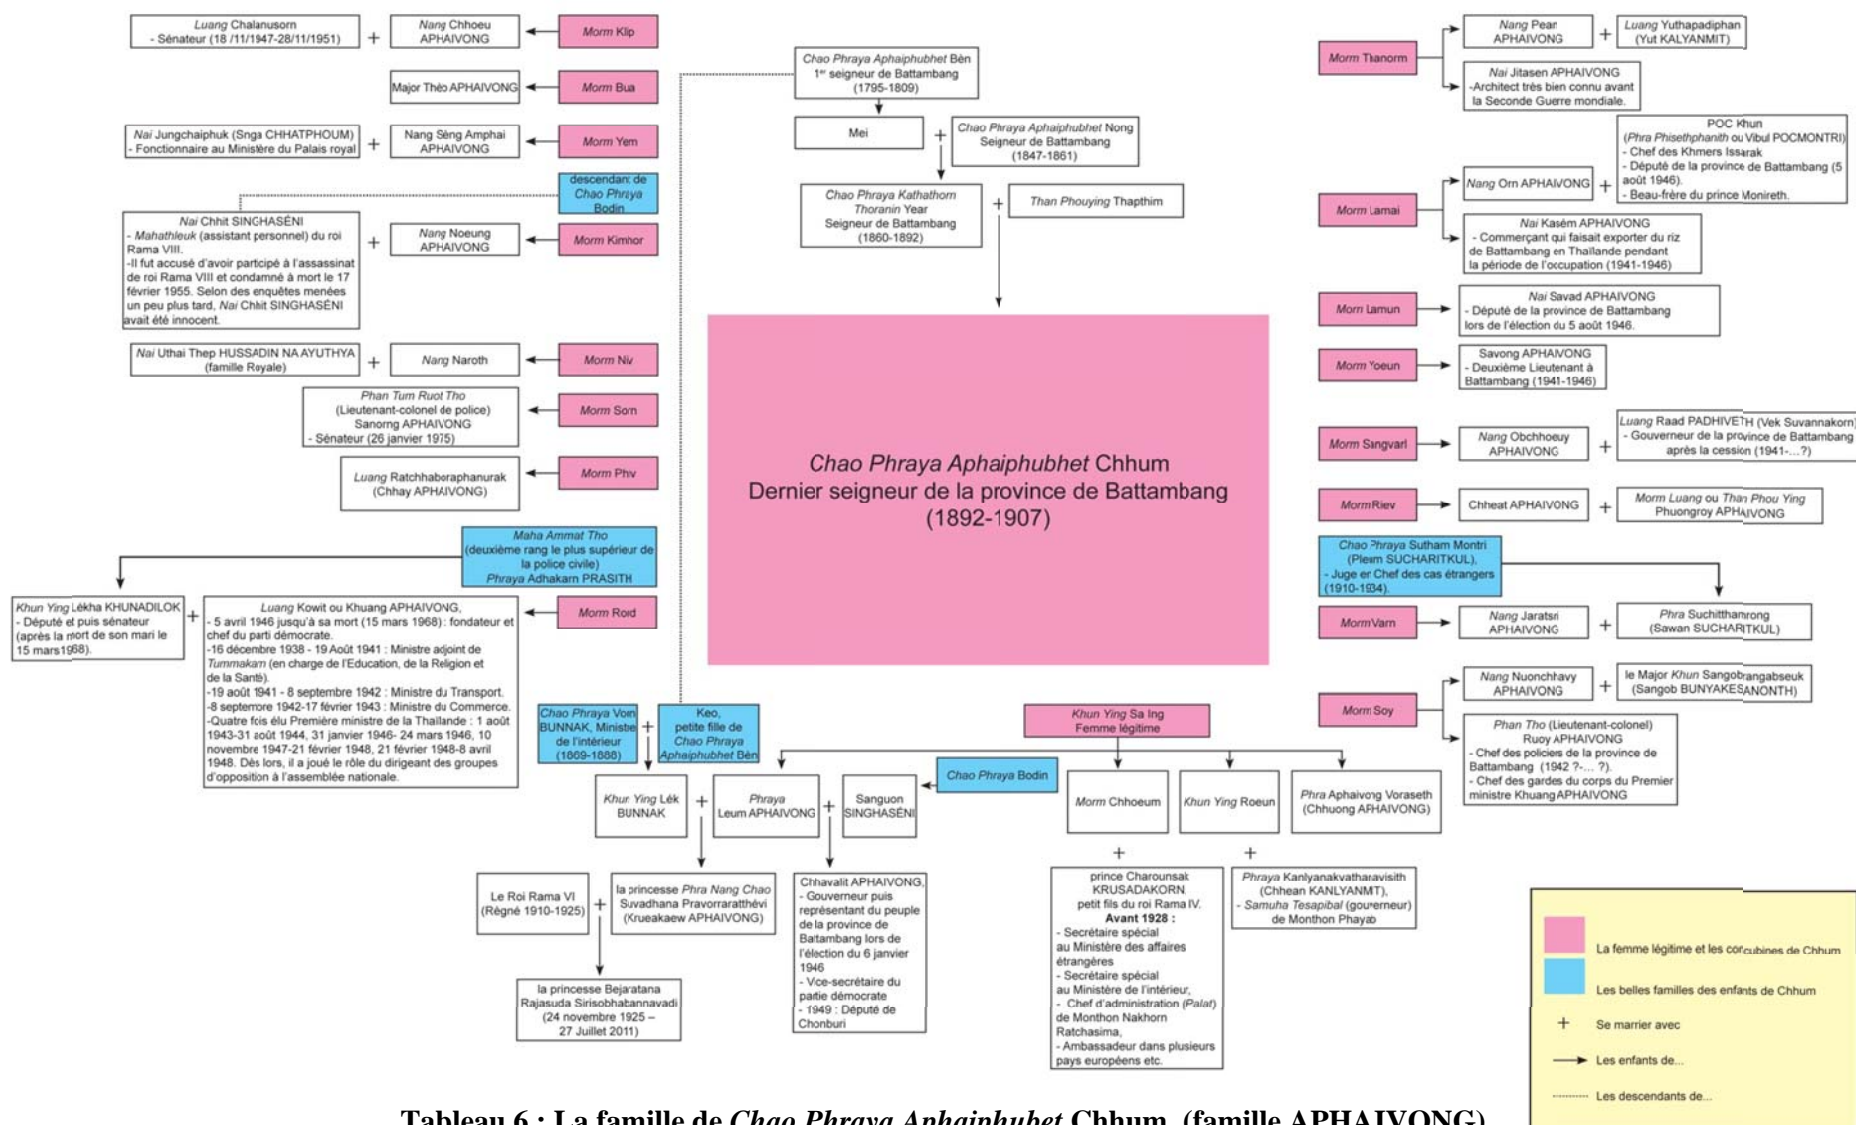 Luang Chalanusorn
- Sénateur (18 /11/1947-28/11/1951)
+
Nang Chhoeu
APHAIVONG
Morm Klip
Major Théo APHAIVONG
Morm Bua
Nai Jungchaiphuk (Snga CHHATPHOUM)
- Fonctionnaire au Ministère du Palais royal
+
Nang Sèng Amphai
APHAIVONG
Morm Yem
descendant de
Chao Phraya
Bodin
Nai Chhit SINGHASÉNI
- Mahathleuk (assistant personnel) du roi
Rama VIII.
-Il fut accusé d'avoir participé à l'assassinat
de roi Rama VIII et condamné à mort le 17
février 1955. Selon des enquêtes menées
un peu plus tard, Nai Chhit SINGHASÉNI
avait été innocent.
+
Nang Noeung
APHAIVONG
Morm Kimhor
Nai Uthai Thep HUSSADIN NA AYUTHYA
(famille Royale)
+
Nang Naroth
Morm Niv
Phan Tum Ruot Tho
(Lieutenant-colonel de police)
Sanorng APHAIVONG
- Sénateur (26 janvier 1975)
Morm Som
Luang Ratchhaberaphanurak
(Chhay APHAIVONG)
Morm Phiv
Maha Ammat Tho
(deuxième rang le plus supérieur de
la police civile)
Phraya Adhakarn PRASITH
Khun Ying Lékha KHUNADILOK
- Député et puis sénateur
(après la mort de son mari le
15 mars1968).
+
Luang Kowit ou Khuang APHAIVONG,
- 5 avril 1946 jusqu'à sa mort (15 mars 1968): fondateur et
chef du parti démocrate.
-16 décembre 1938 - 19 Août 1941 : Ministre adjoint de
Tummakarn (en charge de l'Education, de la Religion et
de la Santé).
-19 août 1941 - 8 septembre 1942 : Ministre du Transport.
-8 septembre 1942-17 février 1943 : Ministre du Commerce.
-Quatre fois élu Première ministre de la Thaïlande : 1 août
1943-31 août 1944, 31 janvier 1946- 24 mars 1946, 10
novembre 1947-21 février 1948, 21 février 1948-8 avril
1948. Dès lors, il a joué le rôle du dirigeant des groupes
d'opposition à l'assemblée nationale.
Morm Roid
Chao Phraya Aphaiphubhet Bèn
1er seigneur de Battambang
(1795-1809)
Mei
+
Chao Phraya Aphaiphubhet Nong
Seigneur de Battambang
(1847-1861)
Chao Phraya Kathathorn
Thoranin Year
Seigneur de Battambang
(1860-1892)
+
Than Phouying Thapthim
Chao Phraya Aphaiphubhet Chhum
Dernier seigneur de la province de Battambang
(1892-1907)
Morm Thanorm
Nang Pean
APHAIVONG
+
Luang Yuthapadiphan
(Yut KALYANMIT)
Nai Jitasen APHAIVONG
-Architect très bien connu avant
la Seconde Guerre mondiale.
Morm Lamai
Nang Orn APHAIVONG
+
POC Khun
(Phra Phisethphanith ou Vibul POCMONTRI)
- Chef des Khmers Issarak
- Député de la province de Battambang (5
août 1946).
- Beau-frère du prince Monireth.
Nai Kasém APHAIVONG
- Commerçant qui faisait exporter du riz
de Battambang en Thaïlande pendant
la période de l'occupation (1941-1946)
Morm Lamun
Nai Savad APHAIVONG
- Député de la province de Battambang
lors de l'élection du 5 août 1946.
Morm Yoeun
Savong APHAIVONG
- Deuxième Lieutenant à
Battambang (1941-1946)
Morm Sangvarl
Nang Obchhoeuy
APHAIVONG
+
Luang Raad PADHIVETH (Vek Suvannakorn)
- Gouverneur de la province de Battambang
après la cession (1941-...?)
Morm Riev
Chheat APHAIVONG
+
Morm Luang ou Than Phou Ying
Phuongroy APHAIVONG
Chao Phraya Sutham Montri
(Pleim SUCHARITKUL),
- Juge en Chef des cas étrangers
(1910-1934).
Morm Varn
Nang Jaratsri
APHAIVONG
+
Phra Suchitthamrong
(Sawan SUCHARITKUL)
Morm Soy
Nang Nuonchhavy
APHAIVONG
+
le Major Khun Sangobrangabseuk
(Sangob BUNYAKESANONTH)
Phan Tho (Lieutenant-colonel)
Ruoy APHAIVONG
- Chef des policies de la province de
Battambang (1942 ?-... ?).
- Chef des gardes du corps du Premier
ministre Khuang APHAIVONG
Chao Phraya Vorn
BUNNAK, Ministre
de l'intérieur
(1869-1888)
+
Keo,
petite fille de
Chao Phraya
Aphaiphubhet Bèn
Khun Ying Sa Ing
Femme légitime
Khun Ying Lék
BUNNAK
+
Phraya
Leum APHAIVONG
+
Sanguon
SINGHASÉNI
Chao Phraya Bodin
Morm Chhoeum
Khun Ying Roeun
Phra Aphaivong Voraseth
(Chhuong APHAIVONG)
+
+
Le Roi Rama VI
(Règné 1910-1925)
+
la princesse Phra Nang Chao
Suvadhana Pravorraratthévi
(Krueakaew APHAIVONG)
Chhavalit APHAIVONG,
- Gouverneur puis
représentant du peuple
de la province de
Battambang lors de
l'élection du 6 janvier
1946
- Vice-secrétaire du
patie démocrate
- 1949 : Député de
Chonburi
prince Charounsak
KRUSADAKORN
petit fils du roi Rama IV.
Avant 1928 :
- Secrétaire spécial
au Ministère des affaires
étrangères
- Secrétaire spécial
au Ministère de l'intérieur,
- Chef d'administration (Palat)
de Monthon Nakhorn
Ratchasima,
- Ambassadeur dans plusieurs
pays européens etc.
Phraya Kanlyanakvatharavisith
(Chhean KANLYANMT),
- Samuha Tesapibal (gouverneur)
de Monthon Phayab
la princesse Bejaratana
Rajasuda Sirisobhabannavadi
(24 novembre 1925 –
27 Juillet 2011)
La femme légitime et les concubines de Chhum
Les belles familles des enfants de Chhum
+ Se marier avec
Les enfants de...
Les descendants de...
Tableau 6 : La famille de Chao Phraya Aphaiphubet Chhum (famille APHAIVONG)